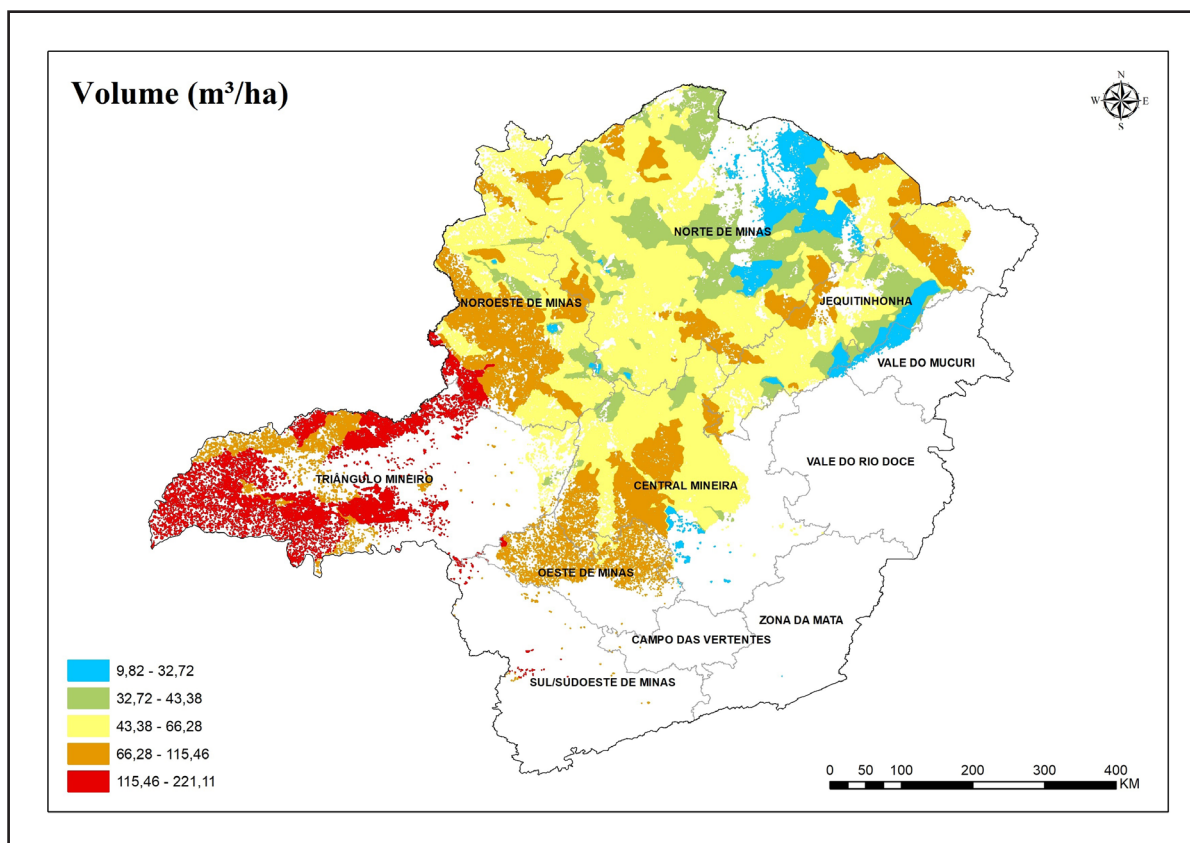 Volume (m³/ha)
N
W E
S
NORTE DE MINAS
NOROESTE DE MINAS
JEQUITINHONHA
VALE DO MUCURI
VALE DO RIO DOCE
TRIÂNGULO MINEIRO
CENTRAL MINEIRA
OESTE DE MINAS
ZONA DA MATA
CAMPO DAS VERTENTES
SUL/SUDOESTE DE MINAS
9,82 - 32,72
32,72 - 43,38
43,38 - 66,28
66,28 - 115,46
115,46 - 221,11
0 50 100 200 300 400
KM